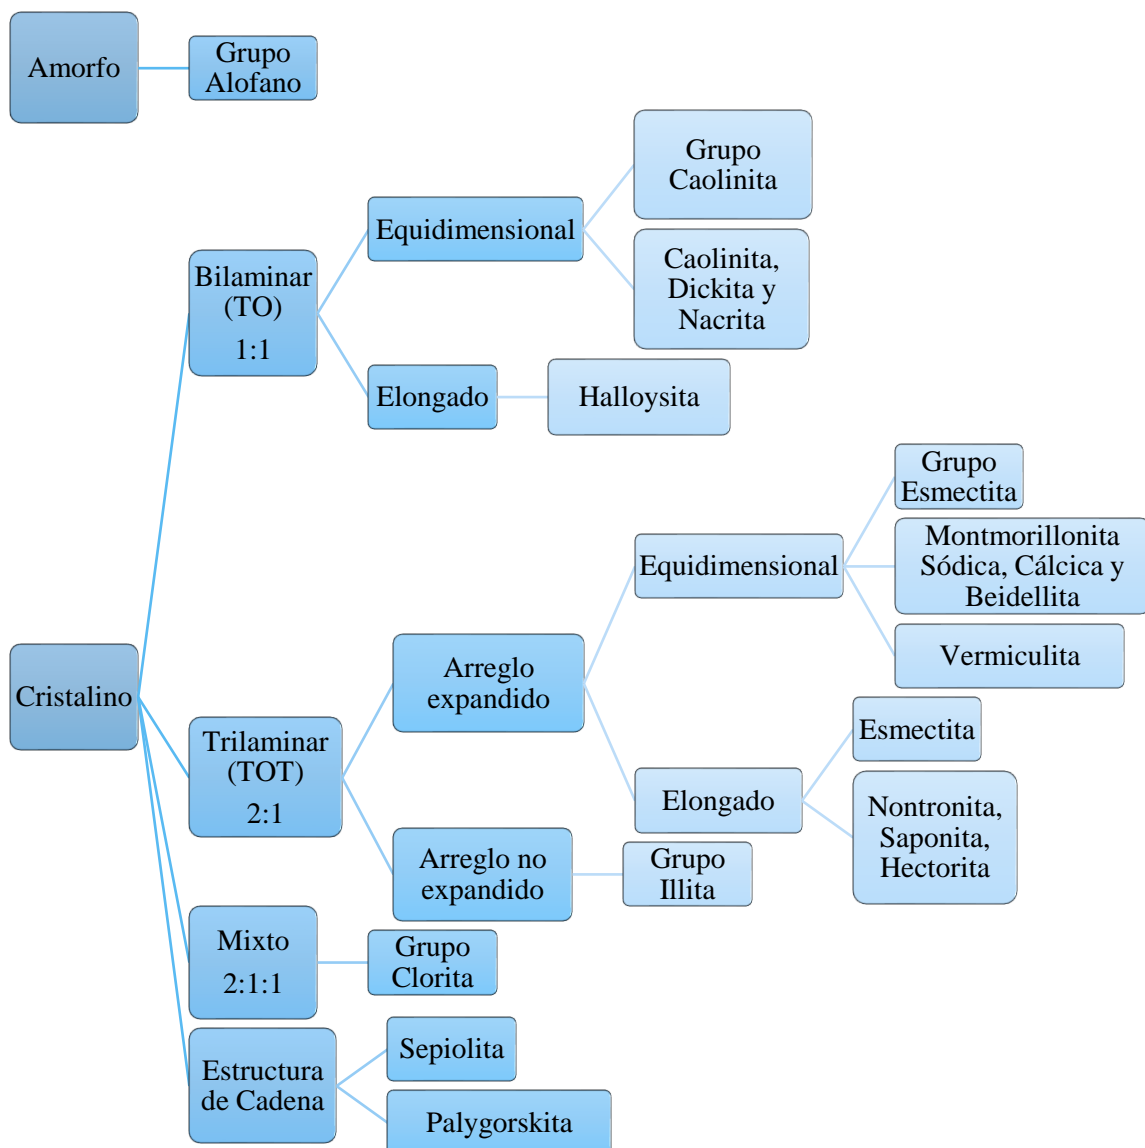 Amorfo
Grupo
Alofano
Cristalino
Bilaminar
(TO)
1:1
Equidimensional
Grupo
Caolinita
Caolinita,
Dickita y
Nacrita
Elongado
Halloysita
Trilaminar
(TOT)
2:1
Arreglo
expandido
Equidimensional
Grupo
Esmectita
Montmorillonita
Sódica, Cálcica y
Beidellita
Vermiculita
Elongado
Esmectita
Nontronita,
Saponita,
Hectorita
Arreglo no
expandido
Grupo
Illita
Mixto
2:1:1
Grupo
Clorita
Estructura
de Cadena
Sepiolita
Palygorskita